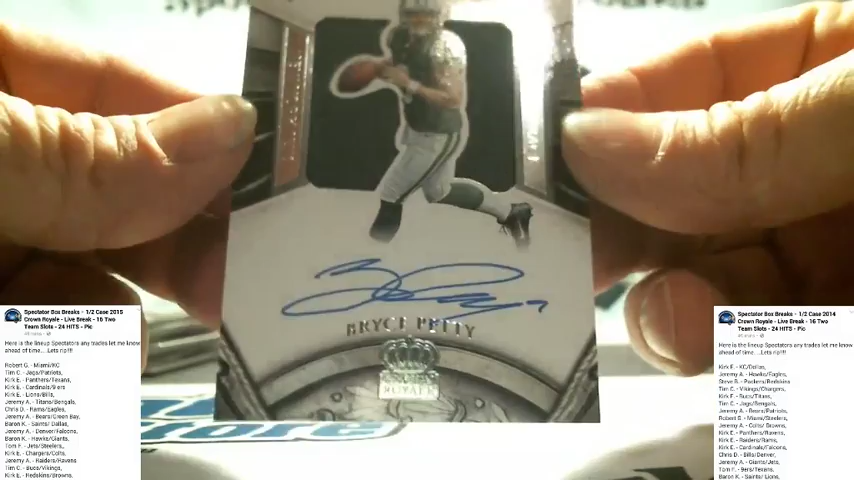 BRYCE PETTY
ROYALE
Spectator Box Breaks - 1/2 Case 2015
Crown Royale - Live Break - 16 Two
Team Slots - 24 HITS - Pic
Here is the lineup Spectators any trades let me know
ahead of time.....Lets rip!!!
Robert G. - Miami/KC
Tim C. - Jags/Patriots,
Kirk E. - Panthers/Texans,
Kirk E. - Cardinals/9ers
Kirk E. - Lions/Bills,
Jeremy A. - Titans/Bengals,
Chris D. - Rams/Eagles,
Jeremy A. - Bears/Green Bay,
Baron K. - Saints/ Dallas,
Jeremy A. - Denver/Falcons,
Baron K. - Hawks/Giants,
Tom F. - Jets/Steelers,
Kirk E. - Chargers/Colts,
Jeremy A. - Raiders/Ravens
Tim C. - Bucs/Vikings,
Kirk E. - Redskins/Browns,
Spectator Box Breaks - 1/2 Case 2014
Crown Royale - Live Break - 16 Two
Team Slots - 24 HITS - Pic
Here is the lineup Spectators any trades let me know
ahead of time.....Lets rip!!!
Kirk E. - KC/Dallas,
Jeremy A. - Hawks/Eagles,
Steve B. - Packers/Redskins
Tim C. - Vikings/Chargers,
Kirk F. - Bucs/Titans,
Tim C. - Jags/Bengals,
Jeremy A. - Bears/Patriots,
Robert G. - Miami/Steelers,
Jeremy A. - Colts/ Browns,
Kirk E. - Panthers/Ravens,
Kirk E. - Raiders/Rams,
Kirk E. - Cardinals/Falcons,
Chris D. - Bills/Denver,
Jeremy A. - Giants/Jets,
Tom F. - 9ers/Texans,
Baron K. - Saints/ Lions,